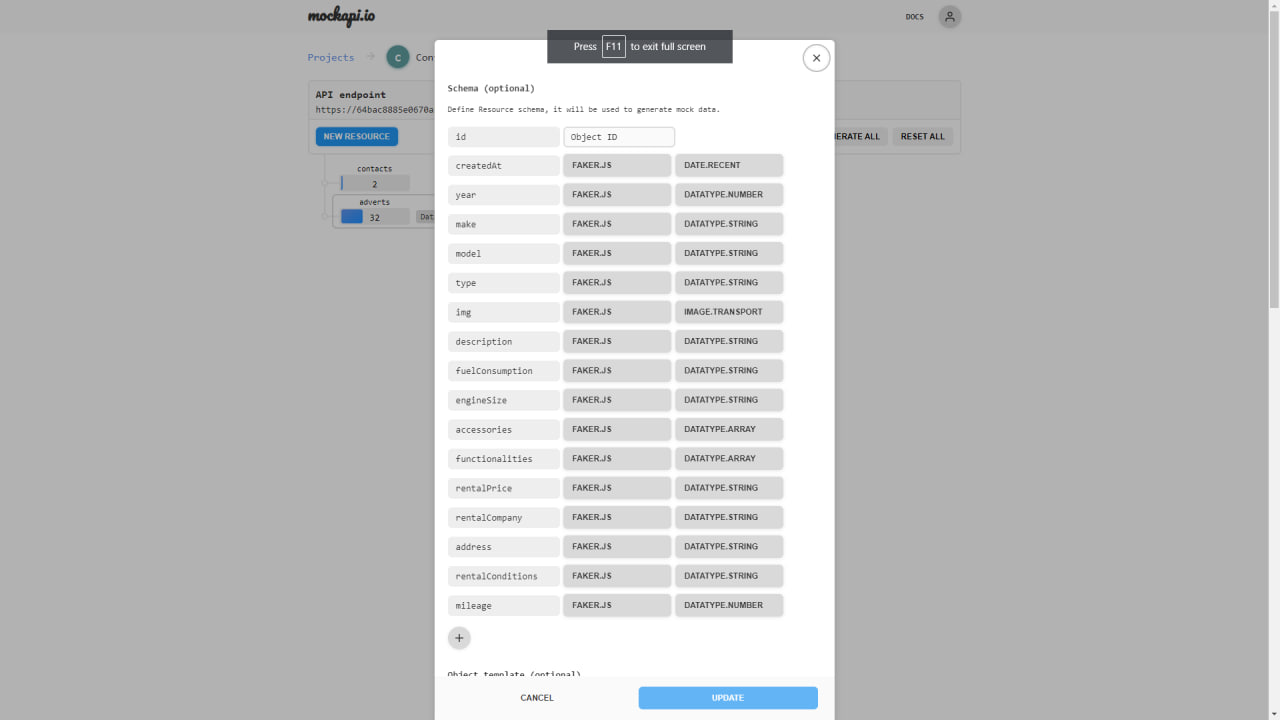 mockapi.io
DOCS
Press F11 to exit full screen
Projects
C
Con
API endpoint
https://64bac8885e0670a
NEW RESOURCE
ERATE ALL
RESET ALL
contacts
2
adverts
32
Dat
Schema (optional)
Define Resource schema, it will be used to generate mock data.
id Object ID
createdAt FAKER.JS DATE.RECENT
year FAKER.JS DATATYPE.NUMBER
make FAKER.JS DATATYPE.STRING
model FAKER.JS DATATYPE.STRING
type FAKER.JS DATATYPE.STRING
img FAKER.JS IMAGE.TRANSPORT
description FAKER.JS DATATYPE.STRING
fuelConsumption FAKER.JS DATATYPE.STRING
engineSize FAKER.JS DATATYPE.STRING
accessories FAKER.JS DATATYPE.ARRAY
functionalities FAKER.JS DATATYPE.ARRAY
rentalPrice FAKER.JS DATATYPE.STRING
rentalCompany FAKER.JS DATATYPE.STRING
address FAKER.JS DATATYPE.STRING
rentalConditions FAKER.JS DATATYPE.STRING
mileage FAKER.JS DATATYPE.NUMBER
+
Object template (optional)
CANCEL
UPDATE